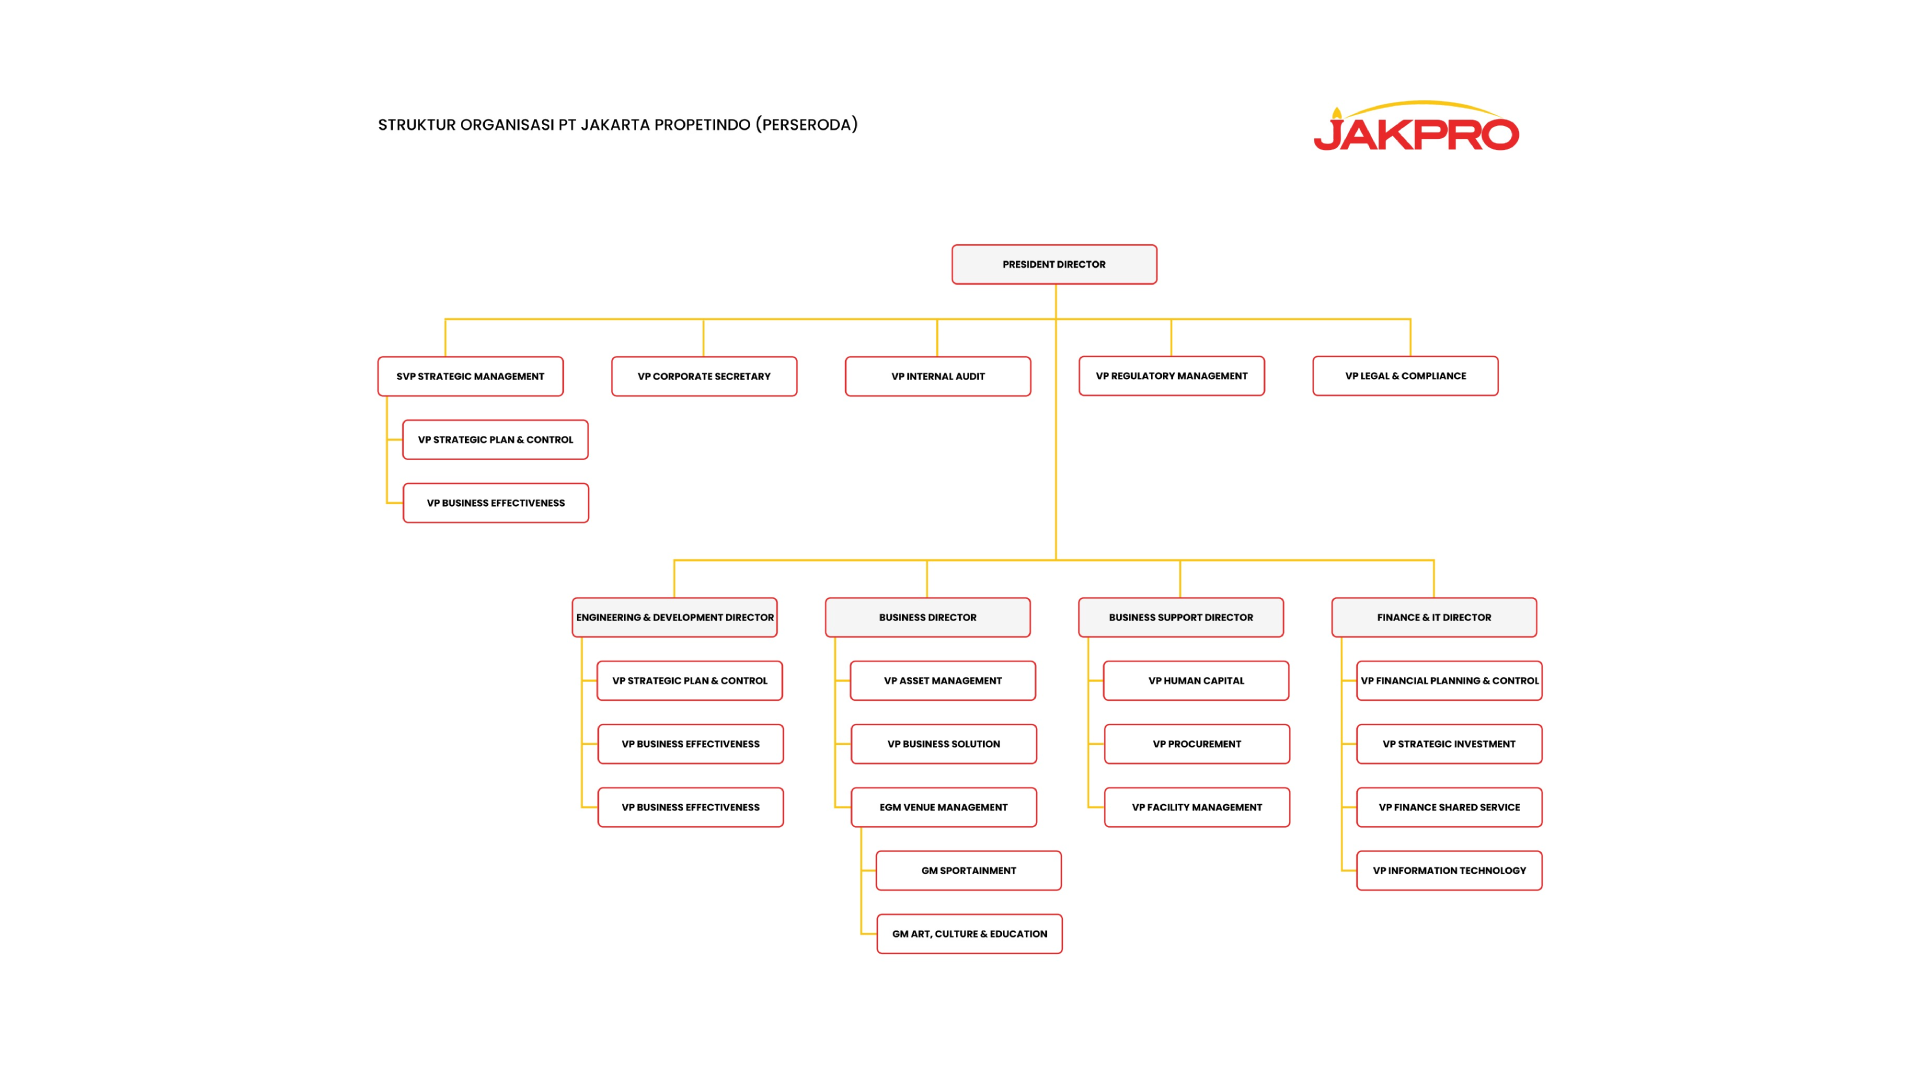 STRUKTUR ORGANISASI PT JAKARTA PROPETINDO (PERSERODA)
JAKPRO
PRESIDENT DIRECTOR
SVP STRATEGIC MANAGEMENT
VP CORPORATE SECRETARY
VP INTERNAL AUDIT
VP REGULATORY MANAGEMENT
VP LEGAL & COMPLIANCE
VP STRATEGIC PLAN & CONTROL
VP BUSINESS EFFECTIVENESS
ENGINEERING & DEVELOPMENT DIRECTOR
VP STRATEGIC PLAN & CONTROL
VP BUSINESS EFFECTIVENESS
VP BUSINESS EFFECTIVENESS
BUSINESS DIRECTOR
VP ASSET MANAGEMENT
VP BUSINESS SOLUTION
EGM VENUE MANAGEMENT
GM SPORTAINMENT
GM ART, CULTURE & EDUCATION
BUSINESS SUPPORT DIRECTOR
VP HUMAN CAPITAL
VP PROCUREMENT
VP FACILITY MANAGEMENT
FINANCE & IT DIRECTOR
VP FINANCIAL PLANNING & CONTROL
VP STRATEGIC INVESTMENT
VP FINANCE SHARED SERVICE
VP INFORMATION TECHNOLOGY